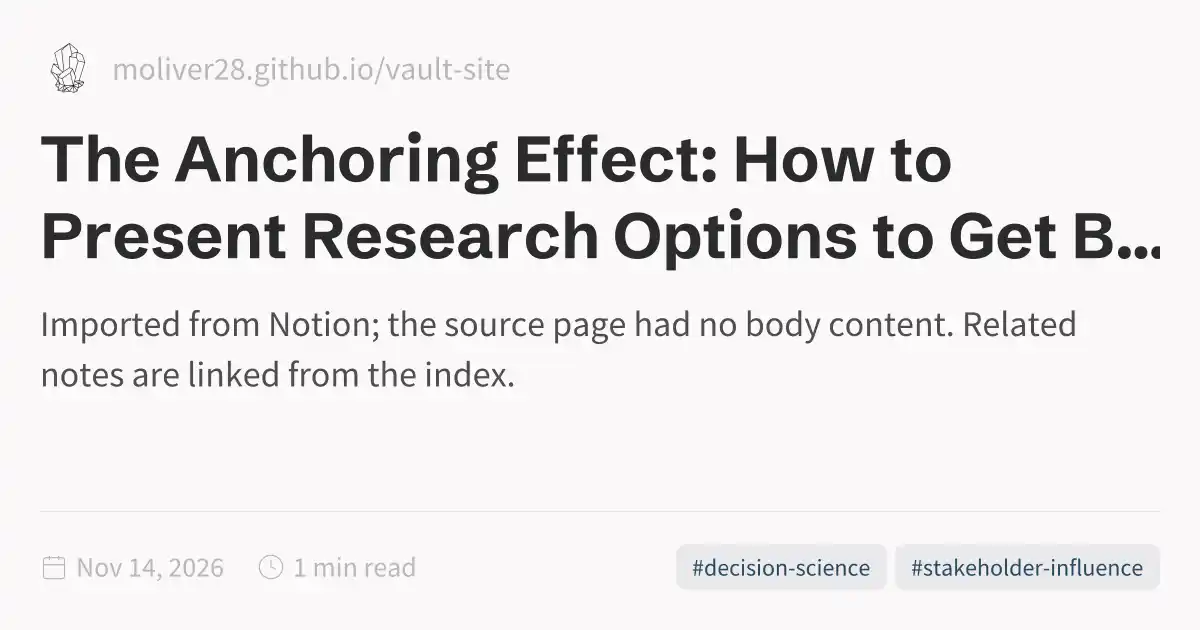 moliver28.github.io/vault-site
The Anchoring Effect: How to
Present Research Options to Get B...
Imported from Notion; the source page had no body content. Related
notes are linked from the index.
Nov 14, 2026
1 min read
#decision-science
#stakeholder-influence